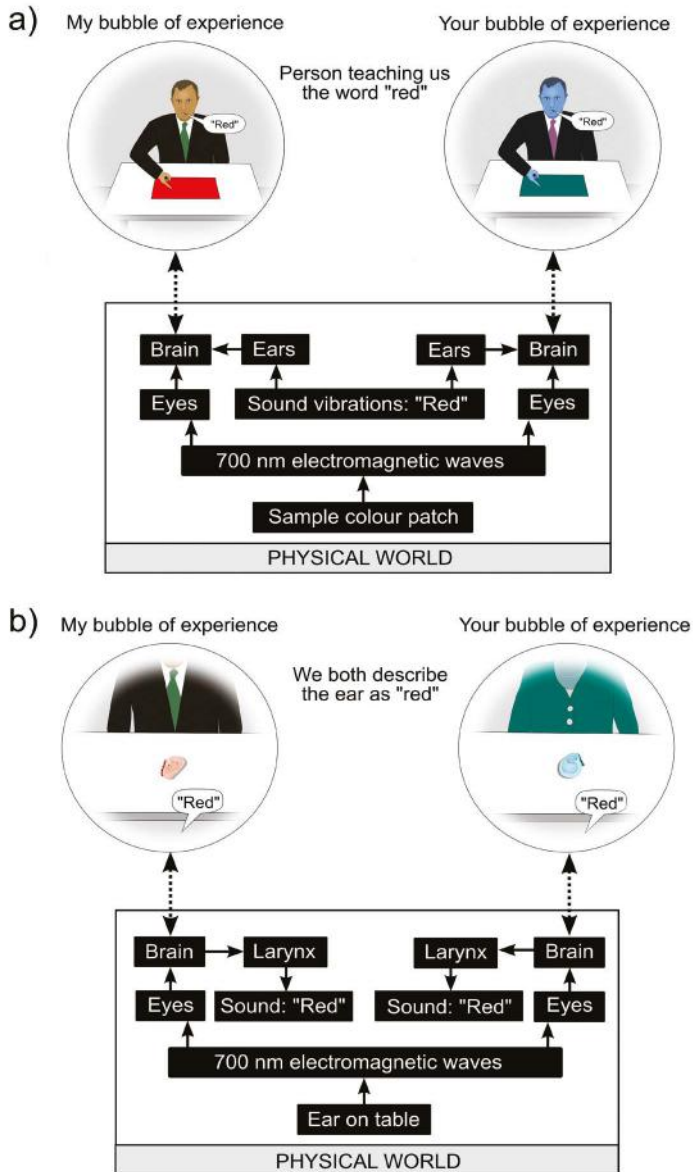 a)
My bubble of experience
Your bubble of experience
Person teaching us
the word "red"
"Red"
"Red"
Brain
Ears
Ears
Brain
Eyes
Sound vibrations: "Red"
Eyes
700 nm electromagnetic waves
Sample colour patch
PHYSICAL WORLD
b)
My bubble of experience
Your bubble of experience
We both describe
the ear as "red"
"Red"
"Red"
Brain
Larynx
Larynx
Brain
Eyes
Sound: "Red"
Sound: "Red"
Eyes
700 nm electromagnetic waves
Ear on table
PHYSICAL WORLD